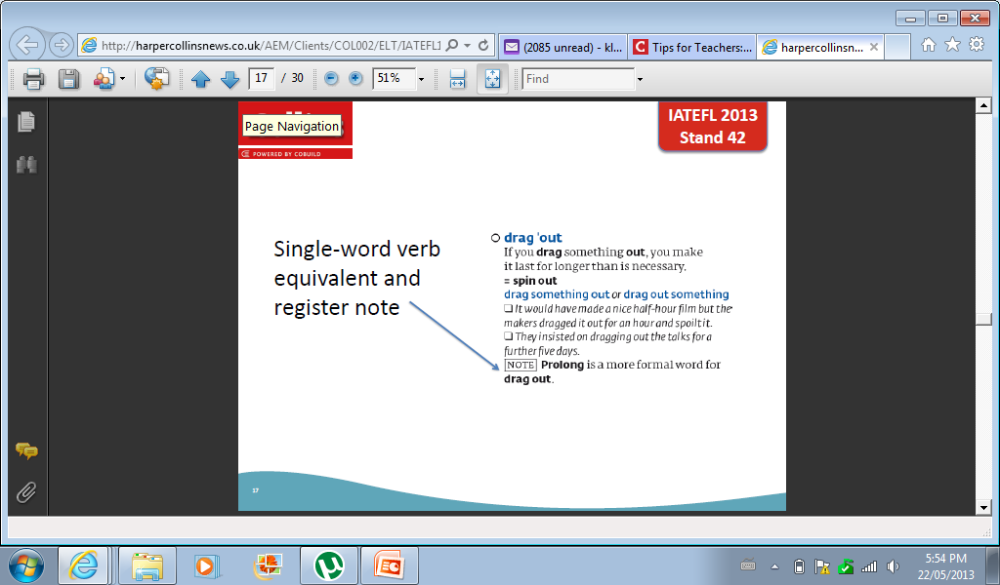 http://harpercollinsnews.co.uk/AEM/Clients/COL002/ELT/IATEFL1
(2085 unread) - kl...
Tips for Teachers:...
harpercollinsn...
17 / 30
51%
Find
Page Navigation
POWERED BY COBUILD
IATEFL 2013
Stand 42
Single-word verb
equivalent and
register note
drag 'out
If you drag something out, you make
it last for longer than is necessary.
= spin out
drag something out or drag out something
It would have made a nice half-hour film but the
makers dragged it out for an hour and spoilt it.
They insisted on dragging out the talks for a
further five days.
NOTE Prolong is a more formal word for
drag out.
17
5:54 PM
22/05/2013